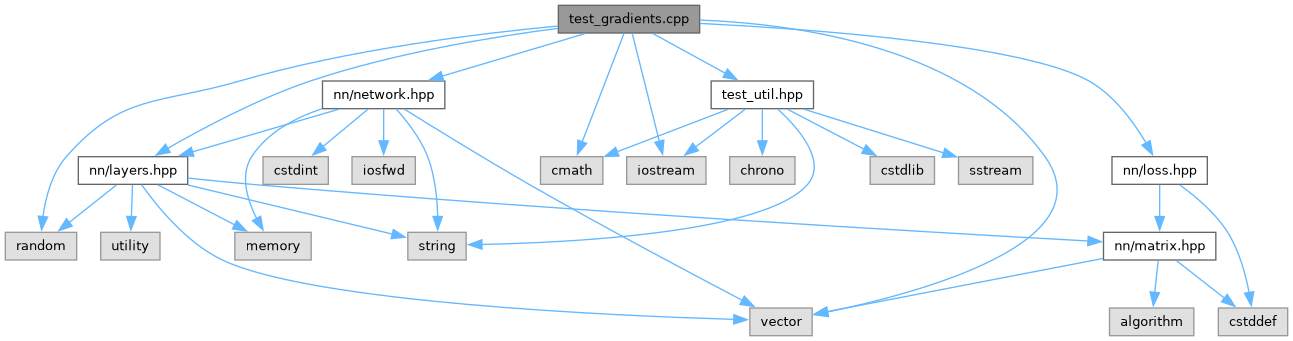 test_gradients.cpp
nn/network.hpp
test_util.hpp
nn/layers.hpp
cstdint
iosfwd
cmath
iostream
chrono
cstdlib
sstream
nn/loss.hpp
random
utility
memory
string
nn/matrix.hpp
vector
algorithm
cstddef